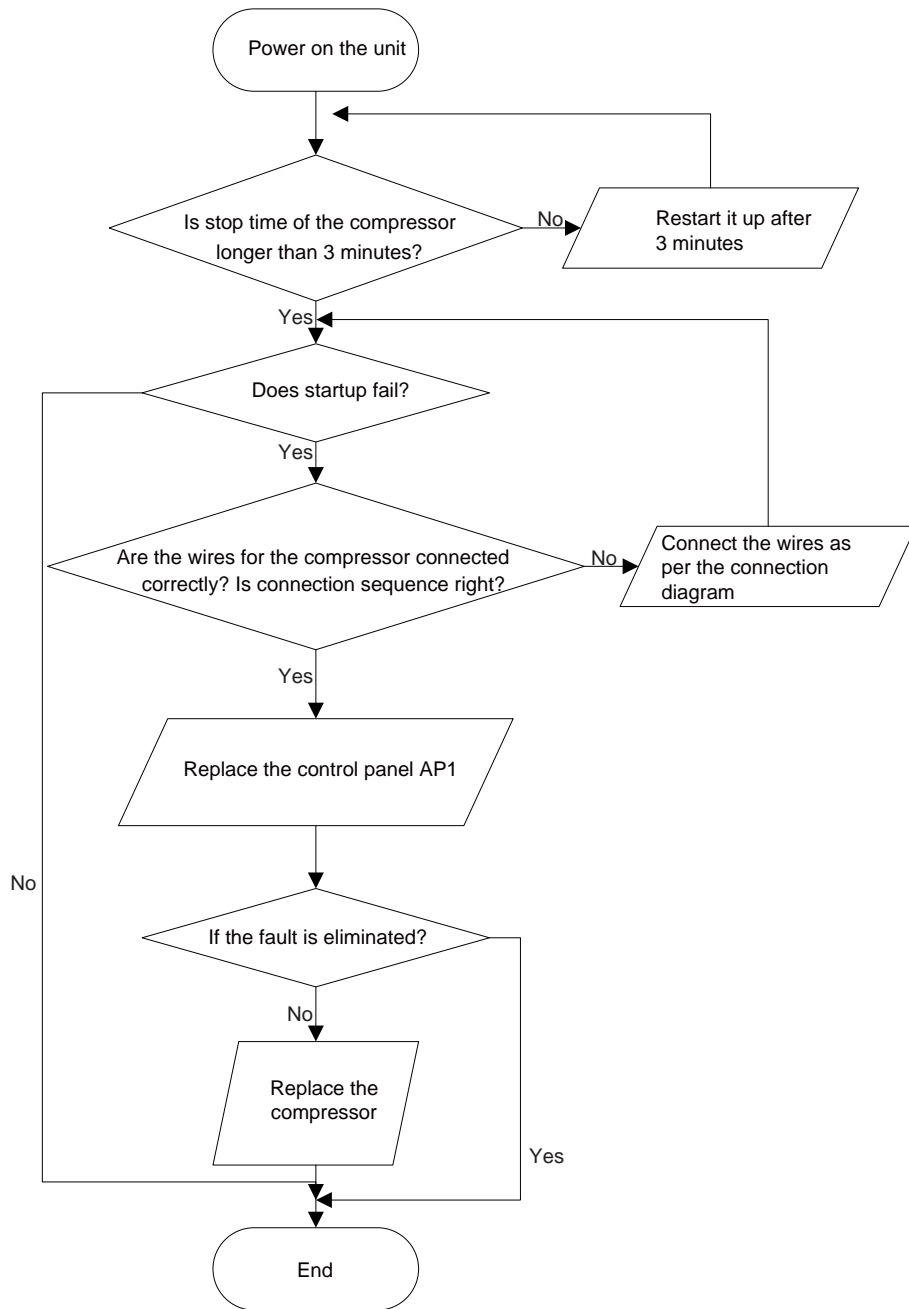 Power on the unit
Is stop time of the compressor
longer than 3 minutes?
No
Restart it up after
3 minutes
Yes
Does startup fail?
Yes
Are the wires for the compressor connected
correctly? Is connection sequence right?
No
Connect the wires as
per the connection
diagram
Yes
Replace the control panel AP1
No
If the fault is eliminated?
No
Replace the
compressor
Yes
End